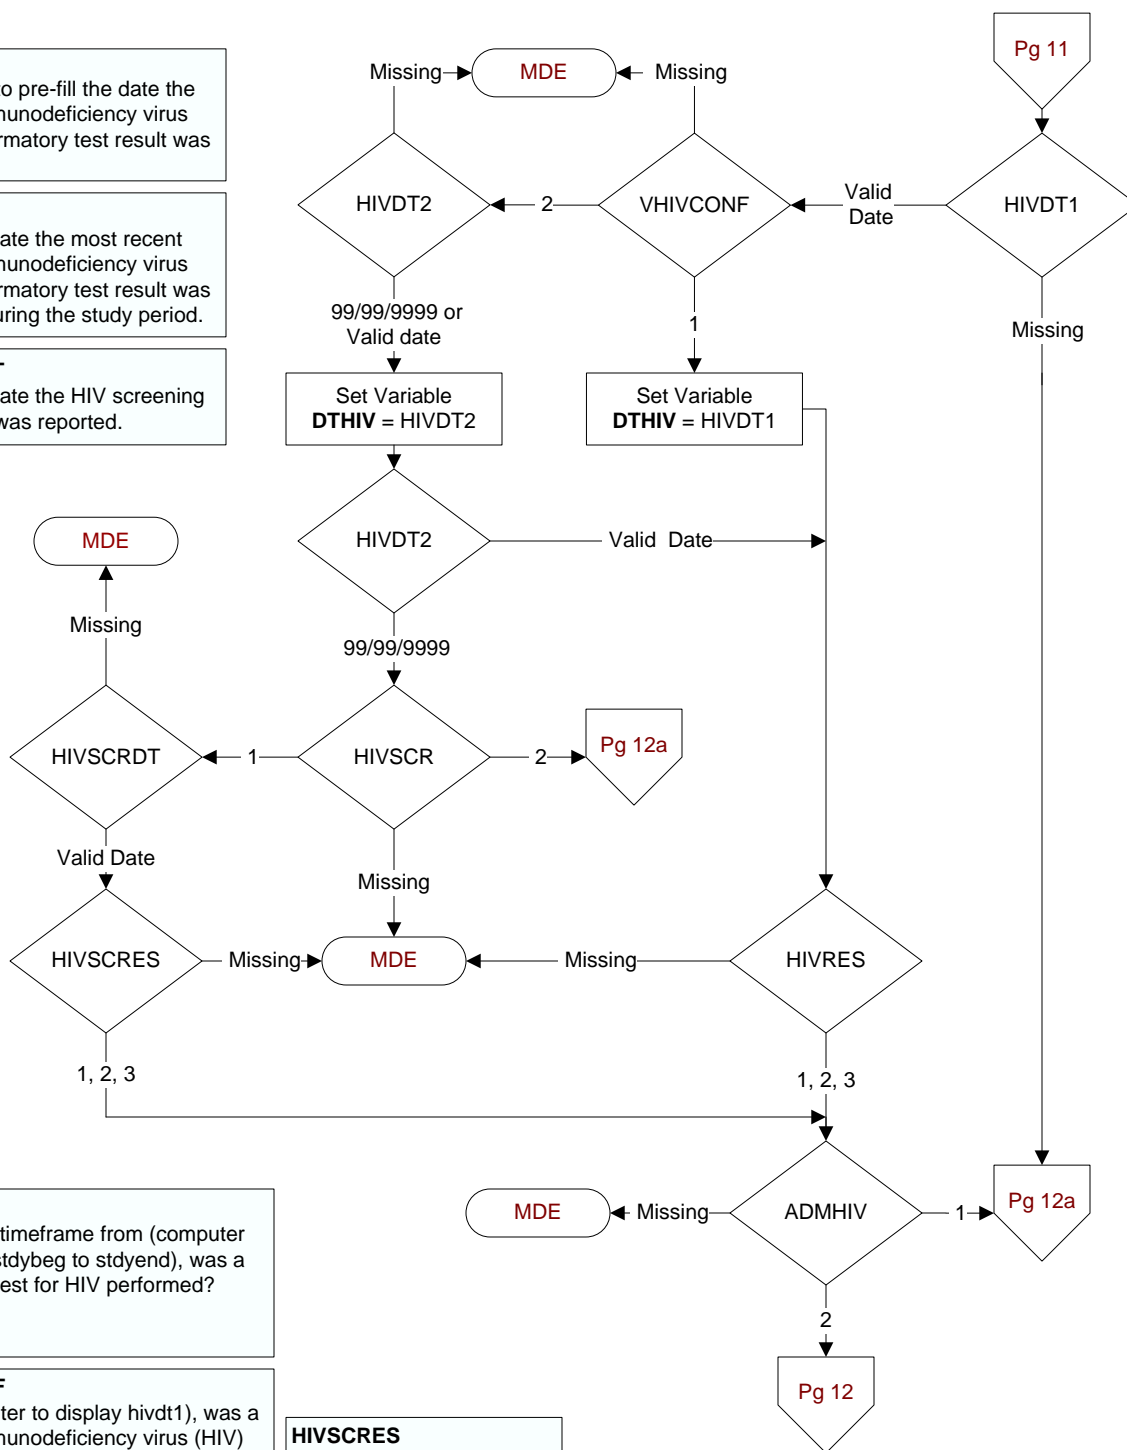 Pg 11
to pre-fill the date the
nunodeficiency virus
rmatory test result was
Missing
MDE
Missing
HIVDT2
2
VHIVCONF
Valid
Date
HIVDT1
ate the most recent
nunodeficiency virus
rmatory test result was
uring the study period.
99/99/9999 or
Valid date
1
Missing
ate the HIV screening
was reported.
Set Variable
DTHIV = HIVDT2
Set Variable
DTHIV = HIVDT1
MDE
HIVDT2
Valid Date
Missing
99/99/9999
HIVSCRDT
1
HIVSCR
2
Pg 12a
Valid Date
Missing
HIVSCRES
Missing
MDE
Missing
HIVRES
1, 2, 3
1, 2, 3
MDE
Missing
ADMHIV
1
Pg 12a
timeframe from (computer
stdybeg to stdyend), was a
est for HIV performed?
2
Pg 12
F
ter to display hivdt1), was a
nunodeficiency virus (HIV)
HIVSCRES